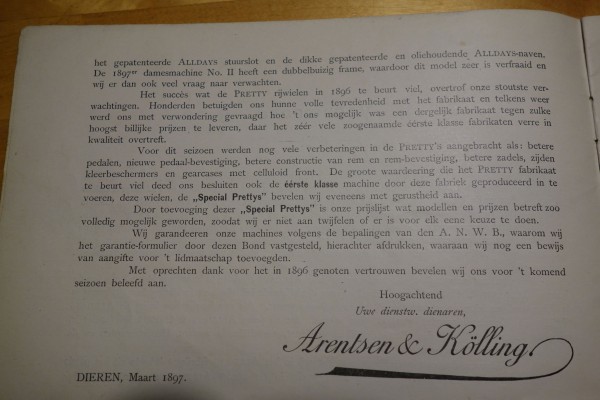 het gepatenteerde ALLDAYS stuurslot en de dikke gepatenteerde en oliehoudende ALLDAYS-naven.
De 1897er damesmachine No. II heeft een dubbelbuizig frame, waardoor dit model zeer is verfraaid en
wij er dan ook veel vraag naar verwachten.
Het succes wat de PRETTY rijwielen in 1896 te beurt viel, overtrof onze stoutste ver-
wachtingen. Honderden betuigden ons hunne volle tevredenheid met het fabrikaat en telkens weer
werd ons met verwondering gevraagd hoe 't ons mogelijk was een dergelijk fabrikaat tegen zulke
hoogst billijke prijzen te leveren, daar het zéér vele zoogenaamde éérste klasse fabrikaten verre in
kwaliteit overtreft.
Voor dit seizoen werden nog vele verbeteringen in de PRETTY's aangebracht als: betere
pedalen, nieuwe pedaal-bevestiging, betere constructie van rem en rem-bevestiging, betere zadels, zijden
kleerbeschermers en gearcases met celluloid front. De groote waardeering die het PRETTY fabrikaat
te beurt viel deed ons besluiten ook de éérste klasse machine door deze fabriek geproduceerd in te
voeren, deze wielen, de „Special Prettys" bevelen wij eveneens met gerustheid aan.
Door toevoeging dezer „Special Prettys" is onze prijslijst wat modellen en prijzen betreft zoo
volledig mogelijk geworden, zoodat wij er niet aan twijfelen of er is voor elk eene keuze te doen.
Wij garandeeren onze machines volgens de bepalingen van den A. N. W. B., waarom wij
het garantie-formulier door dezen Bond vastgesteld, hierachter afdrukken, waaraan wij nog een bewijs
van aangifte voor 't lidmaatschap toevoegden.
Met oprechten dank voor het in 1896 genoten vertrouwen bevelen wij ons voor 't komend
seizoen beleefd aan.
Hoogachtend
Uwe dienstw. dienaren,
Arentsen & Kölling.
DIEREN, Maart 1897.